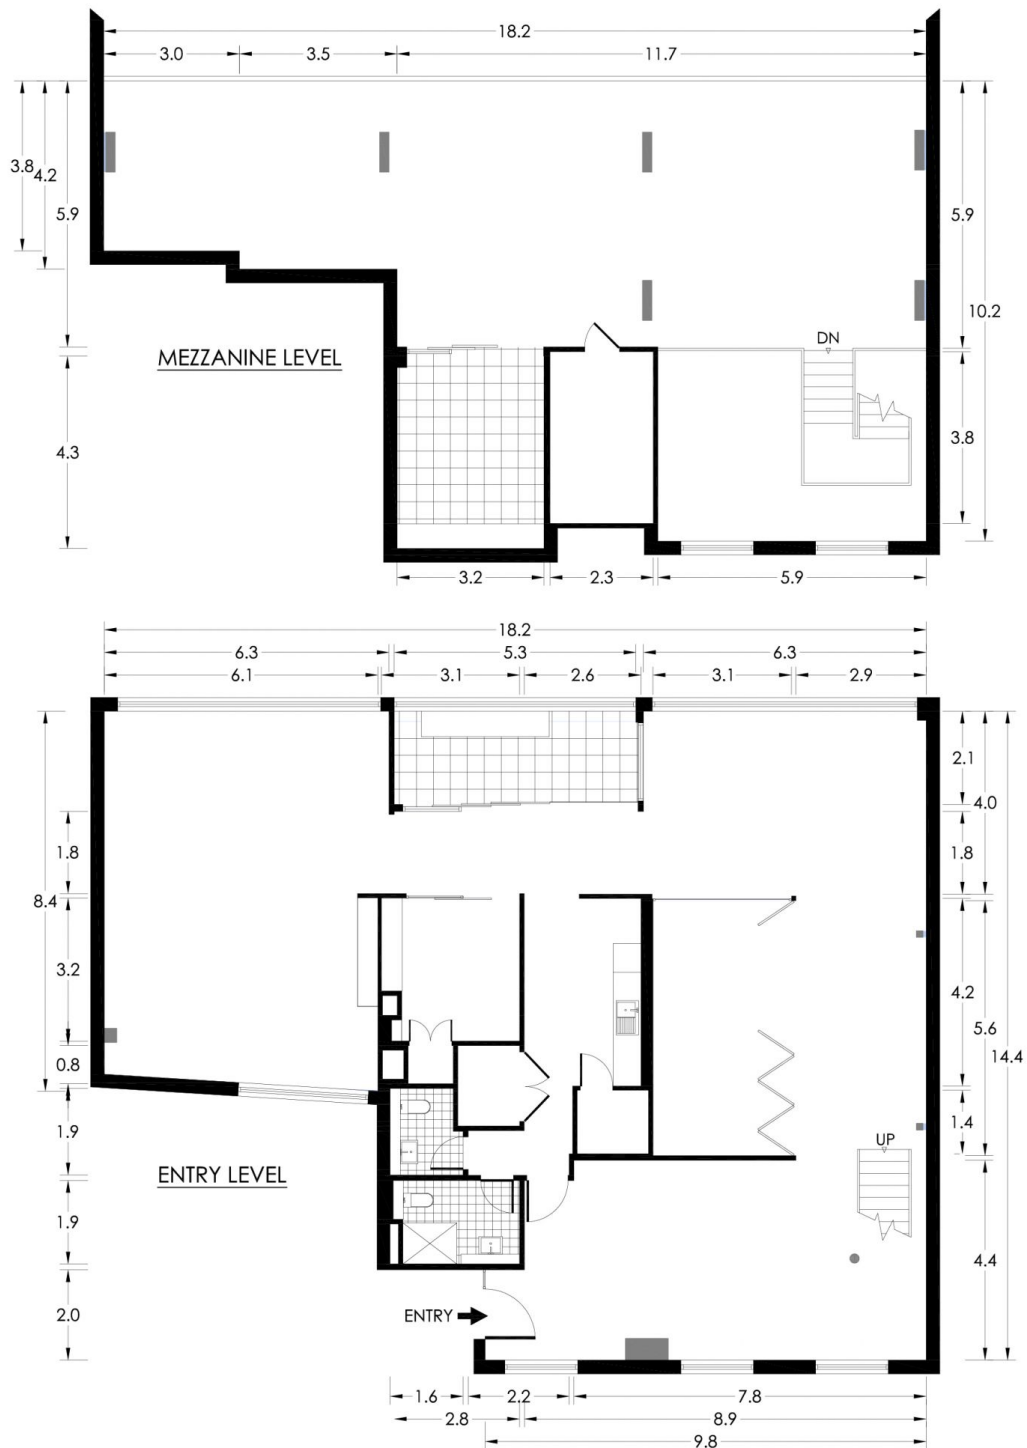 18.2
3.0 3.5 11.7
3.8
4.2
5.9
5.9
10.2
MEZZANINE LEVEL
DN
4.3
3.8
3.2 2.3 5.9
18.2
6.3 5.3 6.3
6.1 3.1 2.6 3.1 2.9
2.1
4.0
1.8
1.8
8.4
3.2
4.2
5.6
14.4
0.8
1.9
1.4
UP
ENTRY LEVEL
1.9
4.4
2.0
ENTRY
1.6 2.2 7.8
2.8 8.9
9.8